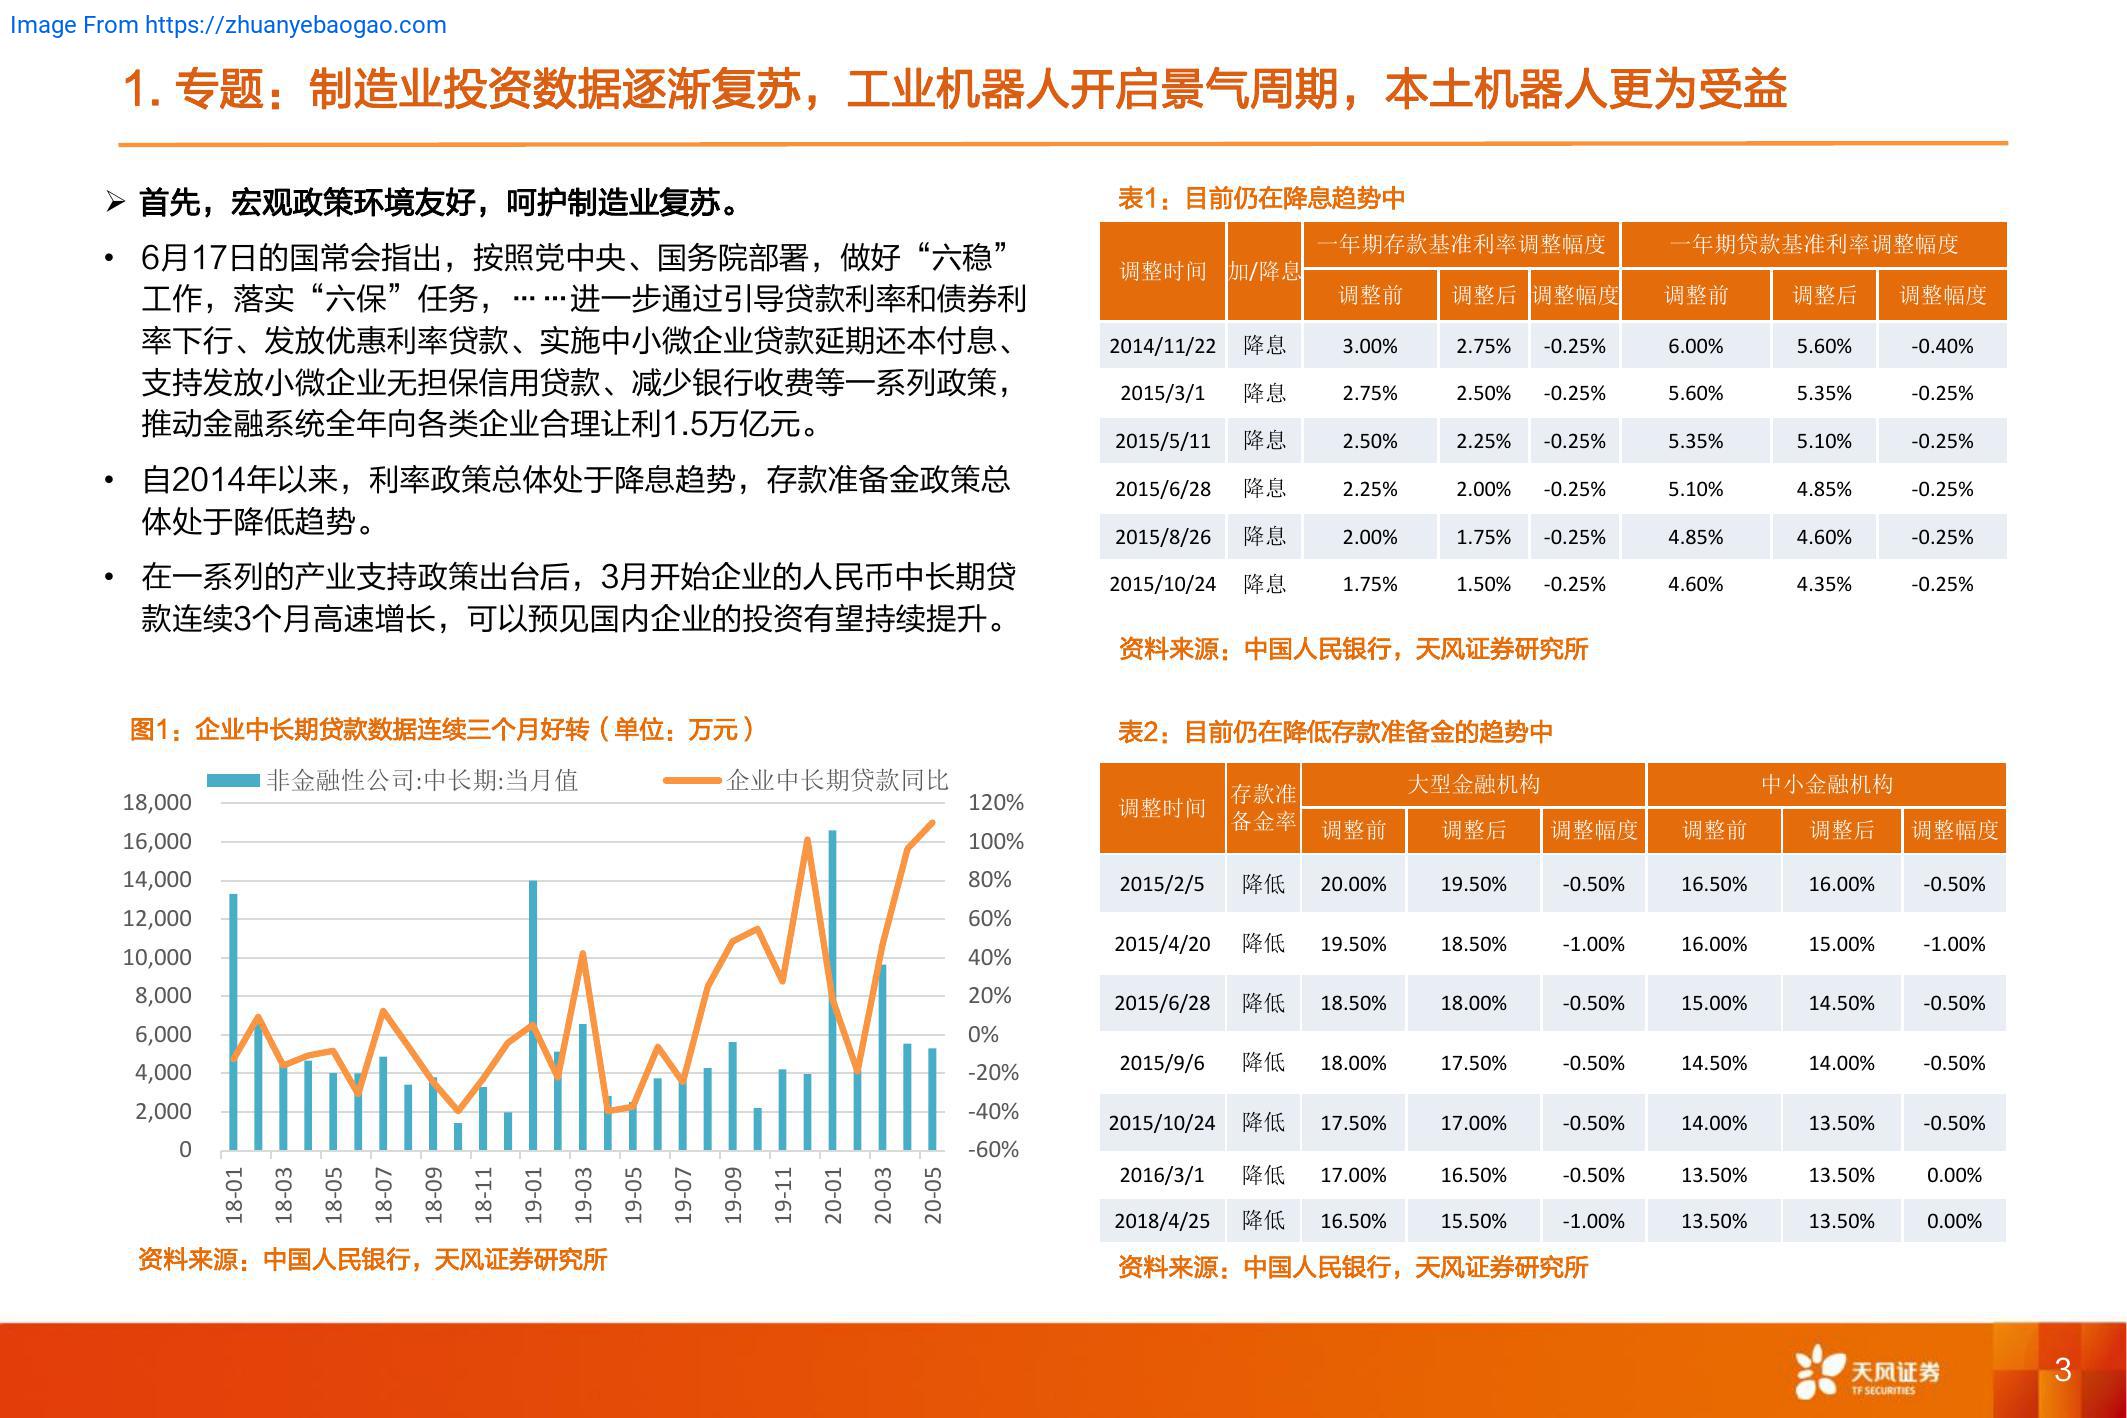 Image From https://zhuanyebaogao.com
1. 专题：制造业投资数据逐渐复苏，工业机器人开启景气周期，本土机器人更为受益
➢ 首先，宏观政策环境友好，呵护制造业复苏。
• 6月17日的国常会指出，按照党中央、国务院部署，做好“六稳”
工作，落实“六保”任务，… …进一步通过引导贷款利率和债券利
率下行、发放优惠利率贷款、实施中小微企业贷款延期还本付息、
支持发放小微企业无担保信用贷款、减少银行收费等一系列政策，
推动金融系统全年向各类企业合理让利1.5万亿元。
• 自2014年以来，利率政策总体处于降息趋势，存款准备金政策总
体处于降低趋势。
• 在一系列的产业支持政策出台后，3月开始企业的人民币中长期贷
款连续3个月高速增长，可以预见国内企业的投资有望持续提升。
图1：企业中长期贷款数据连续三个月好转（单位：万元）
非金融性公司:中长期:当月值 企业中长期贷款同比
18,000 120%
16,000 100%
14,000 80%
12,000 60%
10,000 40%
8,000 20%
6,000 0%
4,000 -20%
2,000 -40%
0 -60%
18-01 18-03 18-05 18-07 18-09 18-11 19-01 19-03 19-05 19-07 19-09 19-11 20-01 20-03 20-05
资料来源：中国人民银行，天风证券研究所
表1：目前仍在降息趋势中
调整时间 加/降息 一年期存款基准利率调整幅度 一年期贷款基准利率调整幅度
调整前 调整后 调整幅度 调整前 调整后 调整幅度
2014/11/22 降息 3.00% 2.75% -0.25% 6.00% 5.60% -0.40%
2015/3/1 降息 2.75% 2.50% -0.25% 5.60% 5.35% -0.25%
2015/5/11 降息 2.50% 2.25% -0.25% 5.35% 5.10% -0.25%
2015/6/28 降息 2.25% 2.00% -0.25% 5.10% 4.85% -0.25%
2015/8/26 降息 2.00% 1.75% -0.25% 4.85% 4.60% -0.25%
2015/10/24 降息 1.75% 1.50% -0.25% 4.60% 4.35% -0.25%
资料来源：中国人民银行，天风证券研究所
表2：目前仍在降低存款准备金的趋势中
调整时间 存款准备金率 大型金融机构 中小金融机构
调整前 调整后 调整幅度 调整前 调整后 调整幅度
2015/2/5 降低 20.00% 19.50% -0.50% 16.50% 16.00% -0.50%
2015/4/20 降低 19.50% 18.50% -1.00% 16.00% 15.00% -1.00%
2015/6/28 降低 18.50% 18.00% -0.50% 15.00% 14.50% -0.50%
2015/9/6 降低 18.00% 17.50% -0.50% 14.50% 14.00% -0.50%
2015/10/24 降低 17.50% 17.00% -0.50% 14.00% 13.50% -0.50%
2016/3/1 降低 17.00% 16.50% -0.50% 13.50% 13.50% 0.00%
2018/4/25 降低 16.50% 15.50% -1.00% 13.50% 13.50% 0.00%
资料来源：中国人民银行，天风证券研究所
天风证券
TF SECURITIES
3